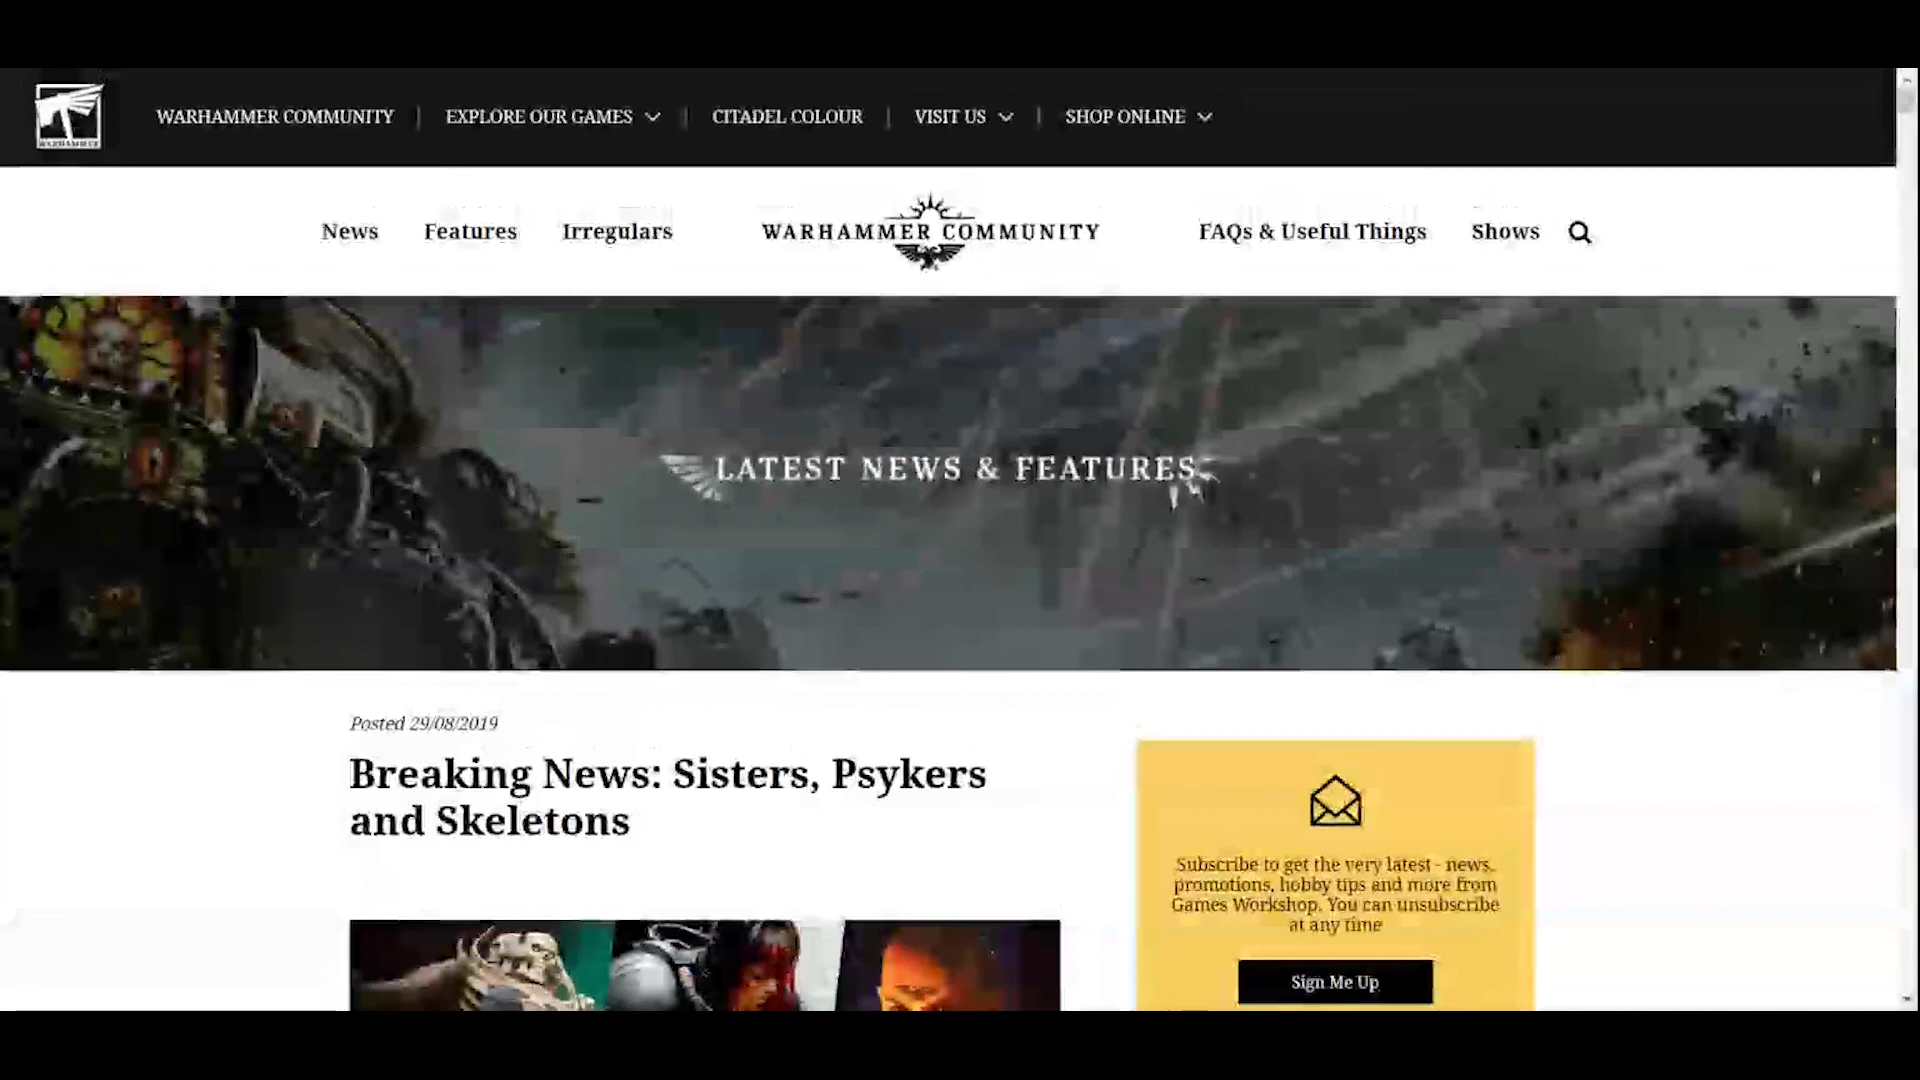 WARHAMMER
WARHAMMER COMMUNITY | EXPLORE OUR GAMES | CITADEL COLOUR | VISIT US | SHOP ONLINE
News Features Irregulars WARHAMMER COMMUNITY FAQs & Useful Things Shows
LATEST NEWS & FEATURES
Posted 29/08/2019
Breaking News: Sisters, Psykers
and Skeletons
Subscribe to get the very latest - news,
promotions, hobby tips and more from
Games Workshop. You can unsubscribe
at any time
Sign Me Up